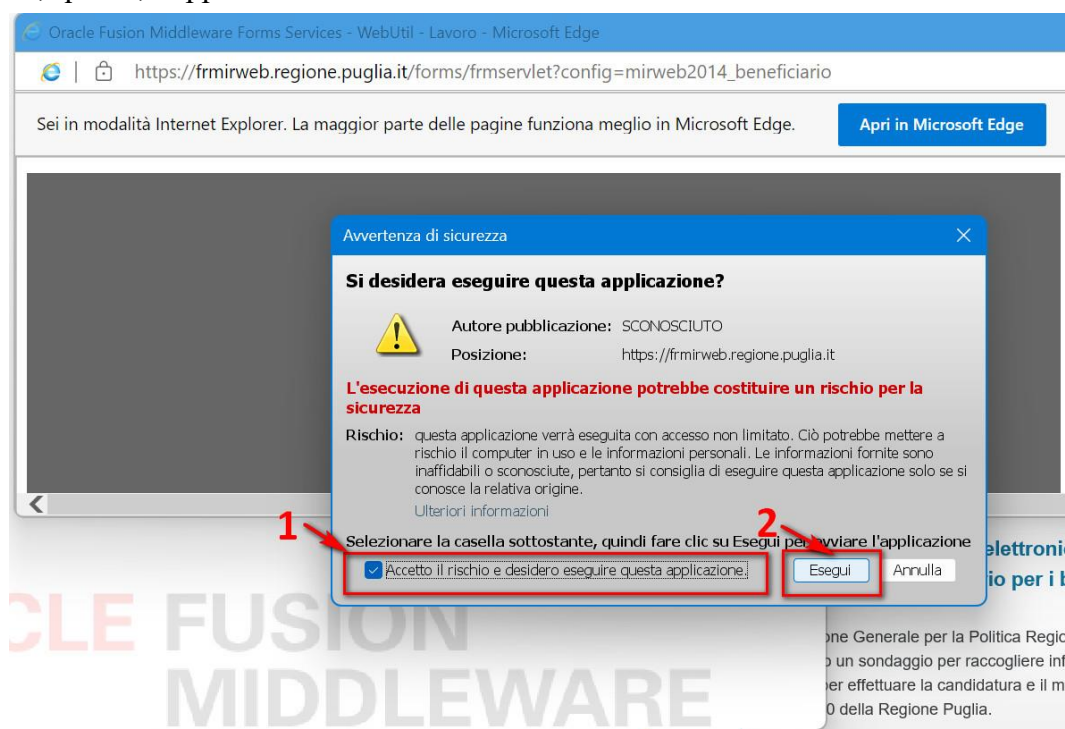 Oracle Fusion Middleware Forms Services - WebUtil - Lavoro - Microsoft Edge
https://frmirweb.regione.puglia.it/forms/frmservlet?config=mirweb2014_beneficiario
Sei in modalità Internet Explorer. La maggior parte delle pagine funziona meglio in Microsoft Edge.
Apri in Microsoft Edge
Avvertenza di sicurezza
Si desidera eseguire questa applicazione?
Autore pubblicazione: SCONOSCIUTO
Posizione: https://frmirweb.regione.puglia.it
L'esecuzione di questa applicazione potrebbe costituire un rischio per la
sicurezza
Rischio: questa applicazione verrà eseguita con accesso non limitato. Ciò potrebbe mettere a
rischio il computer in uso e le informazioni personali. Le informazioni fornite sono
inaffidabili o sconosciute, pertanto si consiglia di eseguire questa applicazione solo se si
conosce la relativa origine.
Ulteriori informazioni
1
2
Selezionare la casella sottostante, quindi fare clic su Esegui per avviare l'applicazione
Accetto il rischio e desidero eseguire questa applicazione.
Esegui
Annulla
CLE FUSION
MIDDLEWARE
elettroni
io per i b
one Generale per la Politica Regio
un sondaggio per raccogliere inf
per effettuare la candidatura e il m
0 della Regione Puglia.